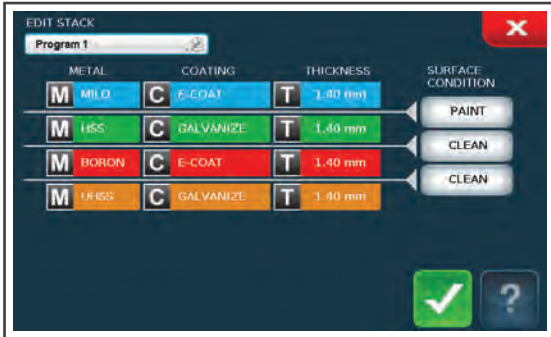 EDIT STACK
X
Program 1
METAL COATING THICKNESS SURFACE CONDITION
M MILD C E-COAT T 1.40 mm
PAINT
M HSS C GALVANIZE T 1.40 mm
CLEAN
M BORON C E-COAT T 1.40 mm
CLEAN
M UHSS C GALVANIZE T 1.40 mm
?